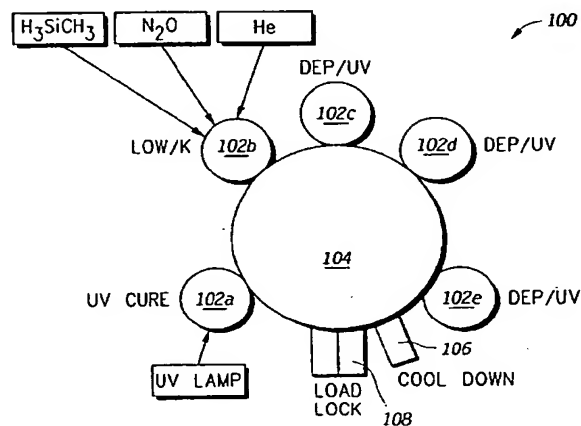 H3SiCH3
N2O
He
100
DEP/UV
102c
LOW/K
102b
102d
DEP/UV
104
UV CURE
102a
102e
DEP/UV
UV LAMP
LOAD
LOCK
108
106
COOL DOWN